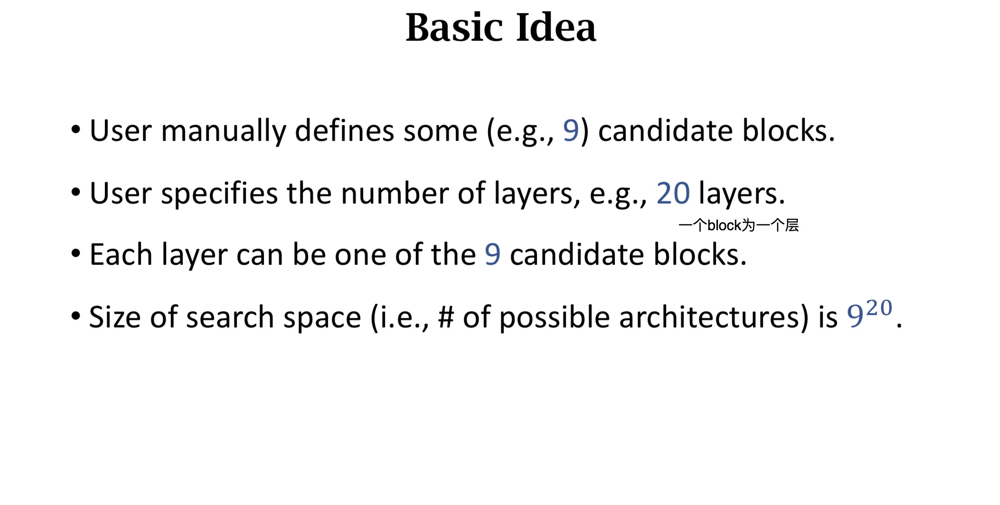 Basic Idea
• User manually defines some (e.g., 9) candidate blocks.
• User specifies the number of layers, e.g., 20 layers.
一个block为一个层
• Each layer can be one of the 9 candidate blocks.
• Size of search space (i.e., # of possible architectures) is 9²⁰.